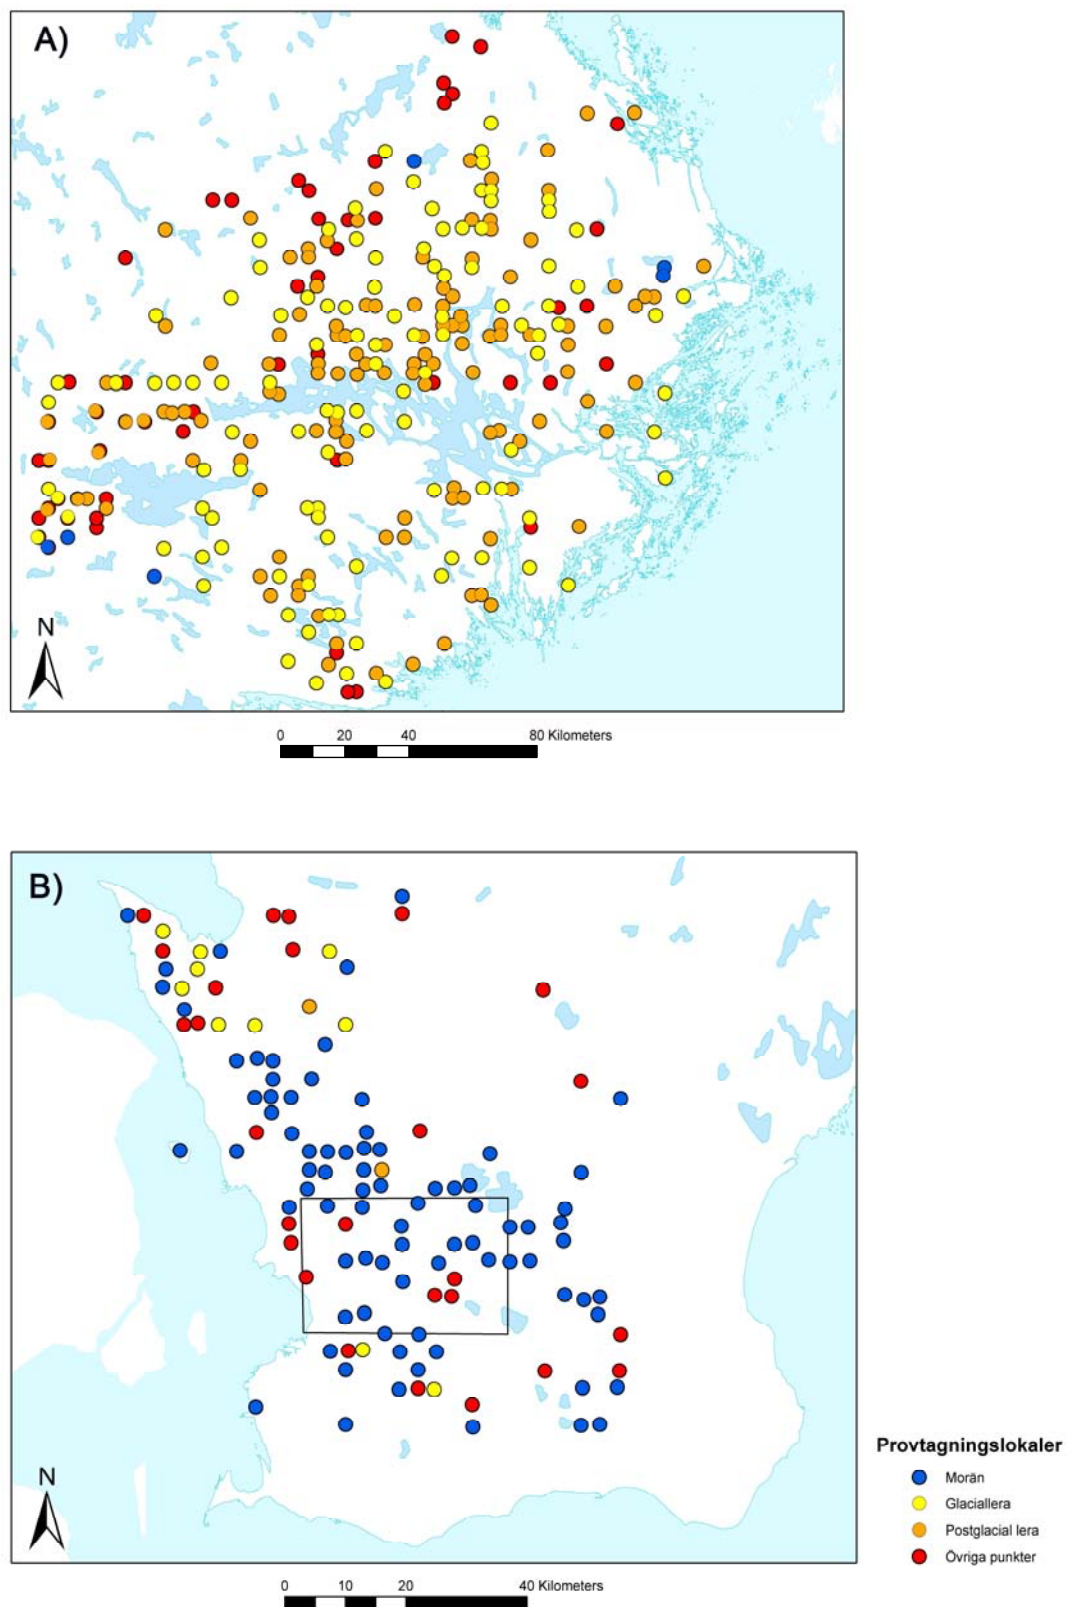 A)
N
0 20 40 80 Kilometers
B)
N
0 10 20 40 Kilometers
Provtagningslokaler
Morän
Glaciallera
Postglacial lera
Övriga punkter